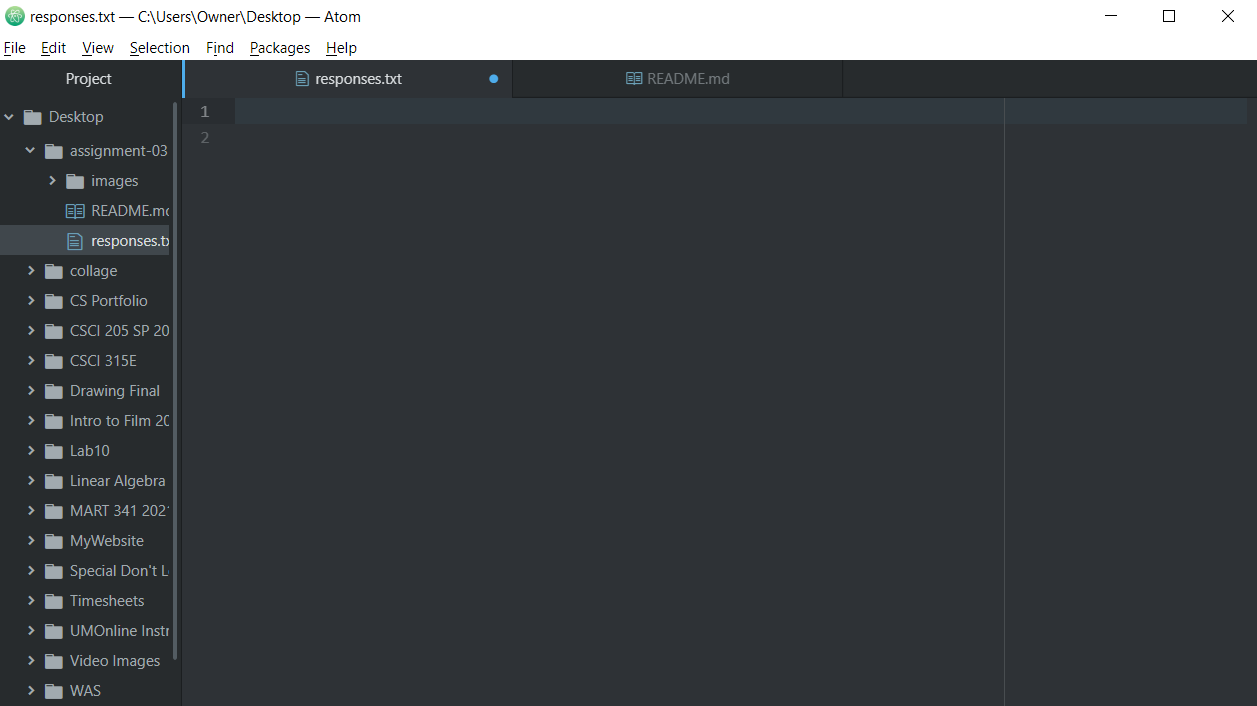 responses.txt — C:\Users\Owner\Desktop — Atom
File Edit View Selection Find Packages Help
Project
responses.txt
README.md
Desktop
assignment-03
images
README.mc
responses.tx
collage
CS Portfolio
CSCI 205 SP 20
CSCI 315E
Drawing Final
Intro to Film 20
Lab10
Linear Algebra
MART 341 2021
MyWebsite
Special Don't L
Timesheets
UMOnline Instr
Video Images
WAS
1
2